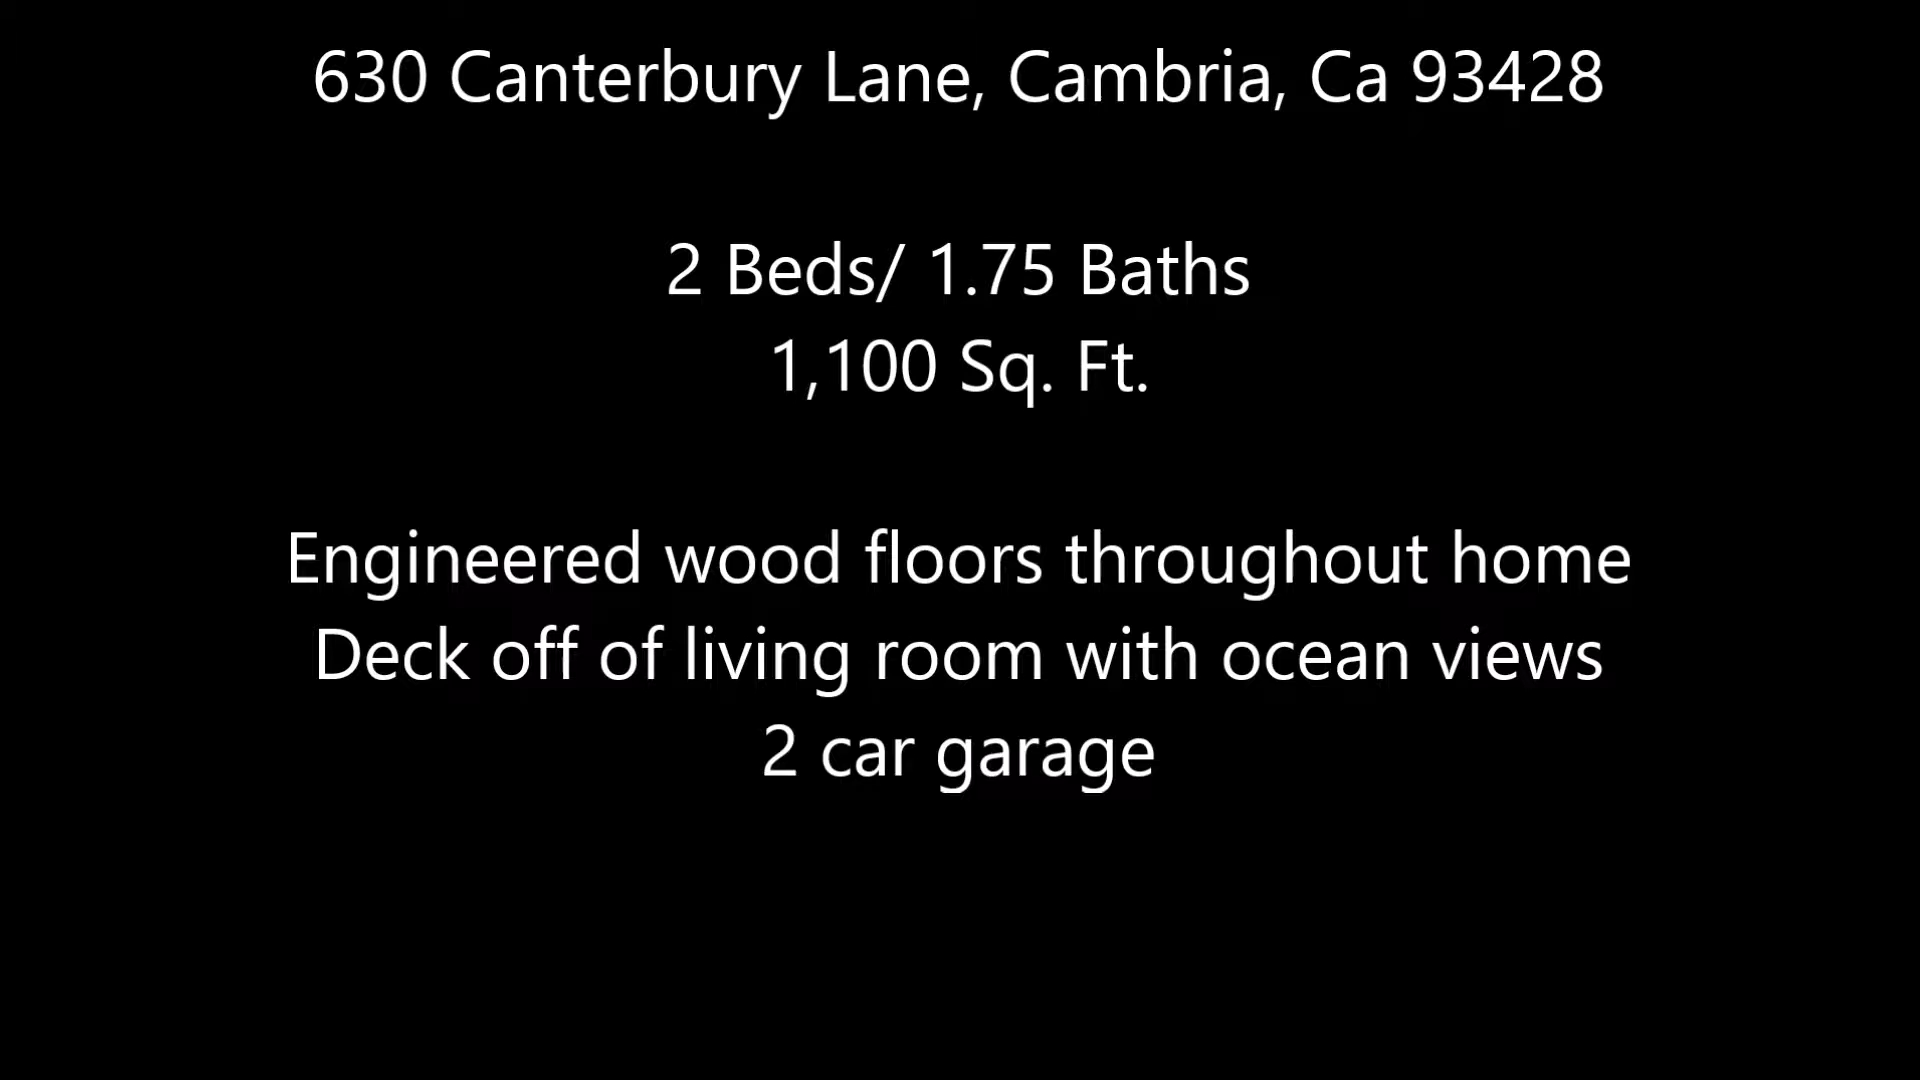 630 Canterbury Lane, Cambria, Ca 93428
2 Beds/ 1.75 Baths
1,100 Sq. Ft.
Engineered wood floors throughout home
Deck off of living room with ocean views
2 car garage